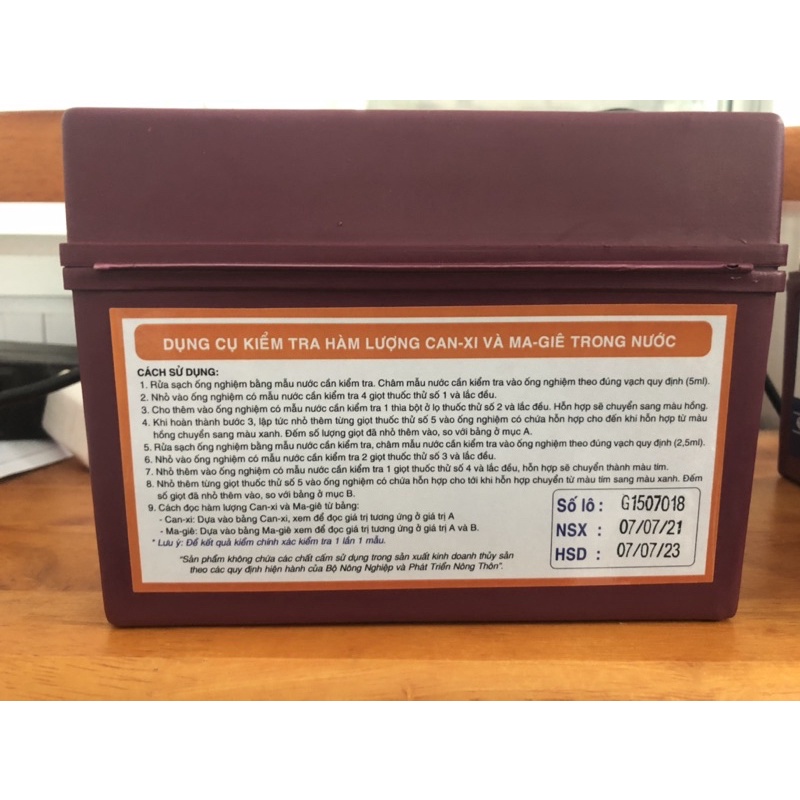 DỤNG CỤ KIỂM TRA HÀM LƯỢNG CAN-XI VÀ MA-GIÊ TRONG NƯỚC
CÁCH SỬ DỤNG:
1. Rửa sạch ống nghiệm bằng mẫu nước cần kiểm tra. Châm mẫu nước cần kiểm tra vào ống nghiệm theo đúng vạch quy định (5ml).
2. Nhỏ vào ống nghiệm có mẫu nước cần kiểm tra 4 giọt thuốc thử số 1 và lắc đều.
3. Cho thêm vào ống nghiệm có mẫu nước cần kiểm tra 1 thìa bột ở lọ thuốc thử số 2 và lắc đều. Hỗn hợp sẽ chuyển sang màu hồng.
4. Khi hoàn thành bước 3, lập tức nhỏ thêm từng giọt thuốc thử số 5 vào ống nghiệm có chứa hỗn hợp cho đến khi hỗn hợp từ màu
hồng chuyển sang màu xanh. Đếm số lượng giọt đã nhỏ thêm vào, so với bảng ở mục A.
5. Rửa sạch ống nghiệm bằng mẫu nước cần kiểm tra, châm mẫu nước cần kiểm tra vào ống nghiệm theo đúng vạch quy định (2,5ml).
6. Nhỏ vào ống nghiệm có mẫu nước cần kiểm tra 2 giọt thuốc thử số 3 và lắc đều.
7. Nhỏ thêm vào ống nghiệm có mẫu nước cần kiểm tra 1 giọt thuốc thử số 4 và lắc đều, hỗn hợp sẽ chuyển thành màu tím.
8. Nhỏ thêm từng giọt thuốc thử số 5 vào ống nghiệm có chứa hỗn hợp cho tới khi hỗn hợp chuyển từ màu tím sang màu xanh. Đếm
số giọt đã nhỏ thêm vào, so với bảng ở mục B.
9. Cách đọc hàm lượng Can-xi và Ma-giê từ bảng:
- Can-xi: Dựa vào bảng Can-xi, xem để đọc giá trị tương ứng ở giá trị A
- Ma-giê: Dựa vào bảng Ma-giê xem để đọc giá trị tương ứng ở giá trị A và B.
* Lưu ý: Để kết quả kiểm chính xác kiểm tra 1 lần 1 mẫu.
"Sản phẩm không chứa các chất cấm sử dụng trong sản xuất kinh doanh thủy sản
theo các quy định hiện hành của Bộ Nông Nghiệp và Phát Triển Nông Thôn".
Số lô : G1507018
NSX : 07/07/21
HSD : 07/07/23